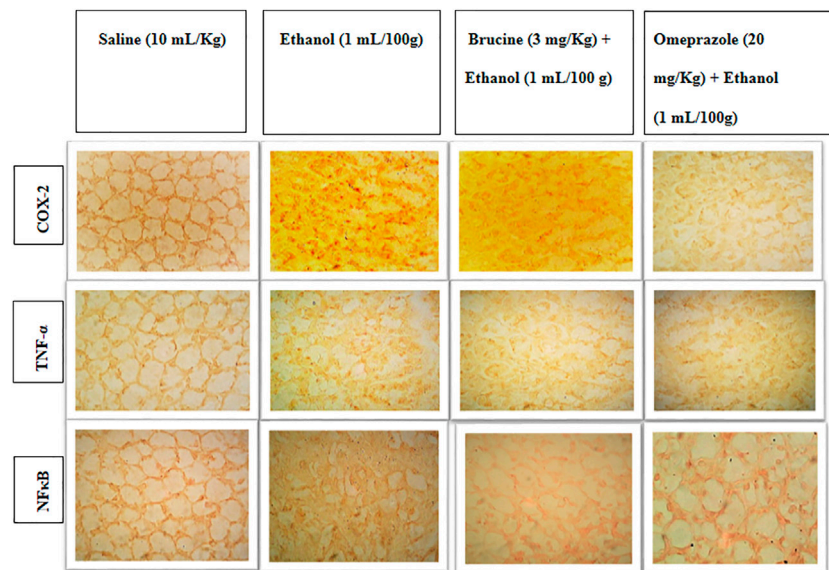 Saline (10 mL/Kg)
Ethanol (1 mL/100g)
Brucine (3 mg/Kg) +
Ethanol (1 mL/100 g)
Omeprazole (20
mg/Kg) + Ethanol
(1 mL/100g)
COX-2
TNF-α
NFκB